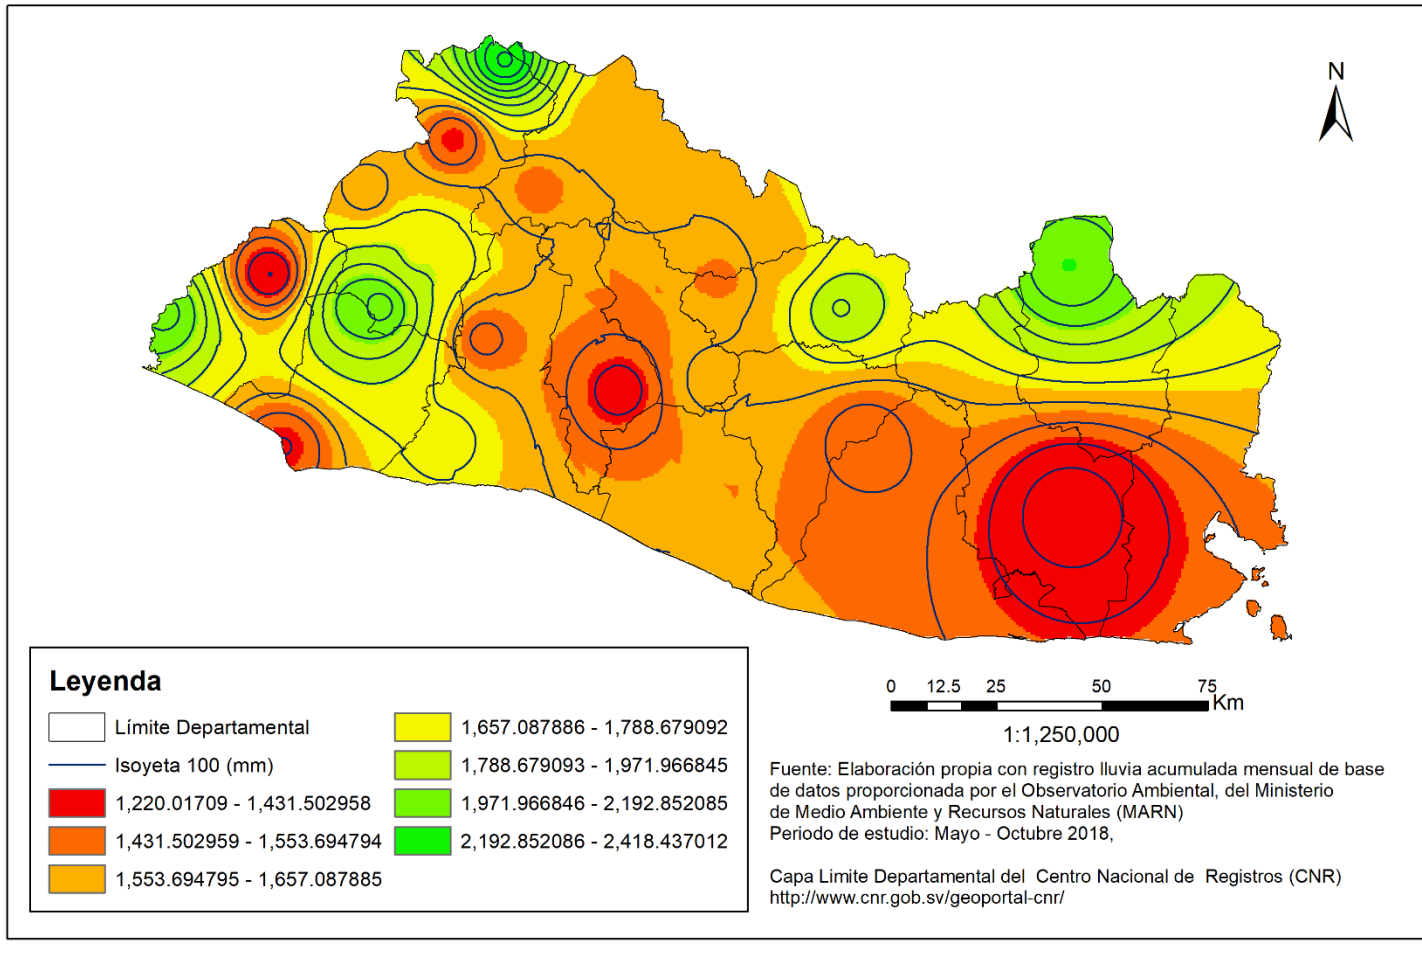 N
0 12.5 25 50 75
Km
1:1,250,000
Leyenda
Límite Departamental
Isoyeta 100 (mm)
1,220.01709 - 1,431.502958
1,431.502959 - 1,553.694794
1,553.694795 - 1,657.087885
1,657.087886 - 1,788.679092
1,788.679093 - 1,971.966845
1,971.966846 - 2,192.852085
2,192.852086 - 2,418.437012
Fuente: Elaboración propia con registro lluvia acumulada mensual de base
de datos proporcionada por el Observatorio Ambiental, del Ministerio
de Medio Ambiente y Recursos Naturales (MARN)
Periodo de estudio: Mayo - Octubre 2018,
Capa Limite Departamental del Centro Nacional de Registros (CNR)
http://www.cnr.gob.sv/geoportal-cnr/